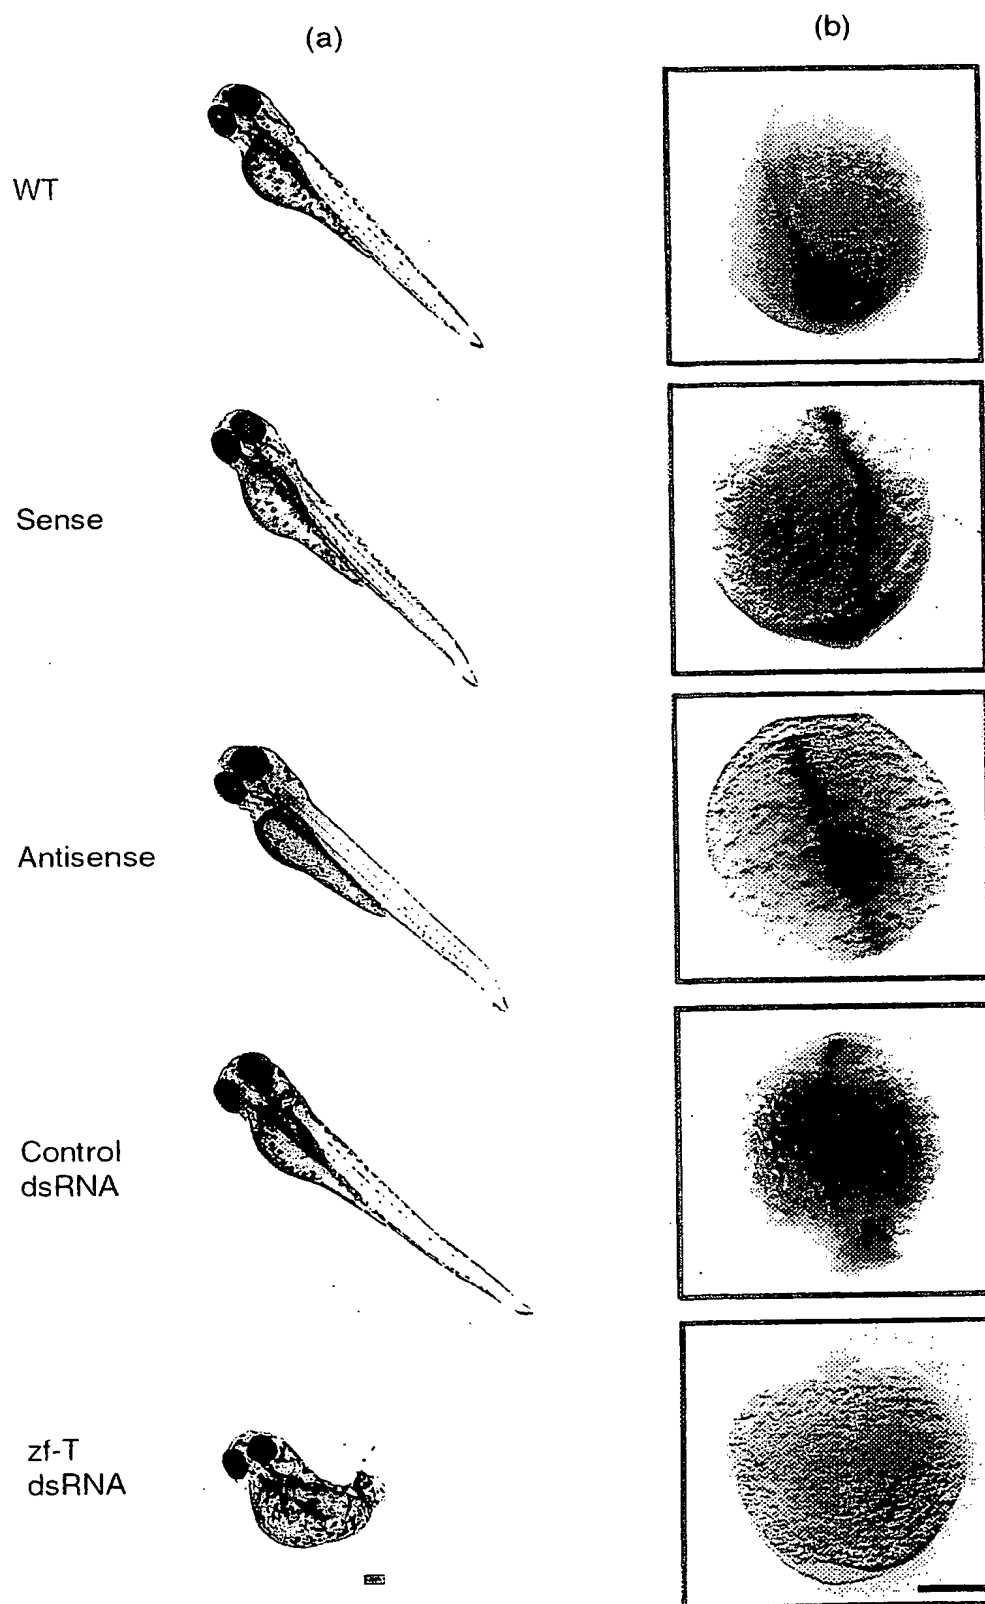 (a)
(b)
WT
Sense
Antisense
Control
dsRNA
zf-T
dsRNA